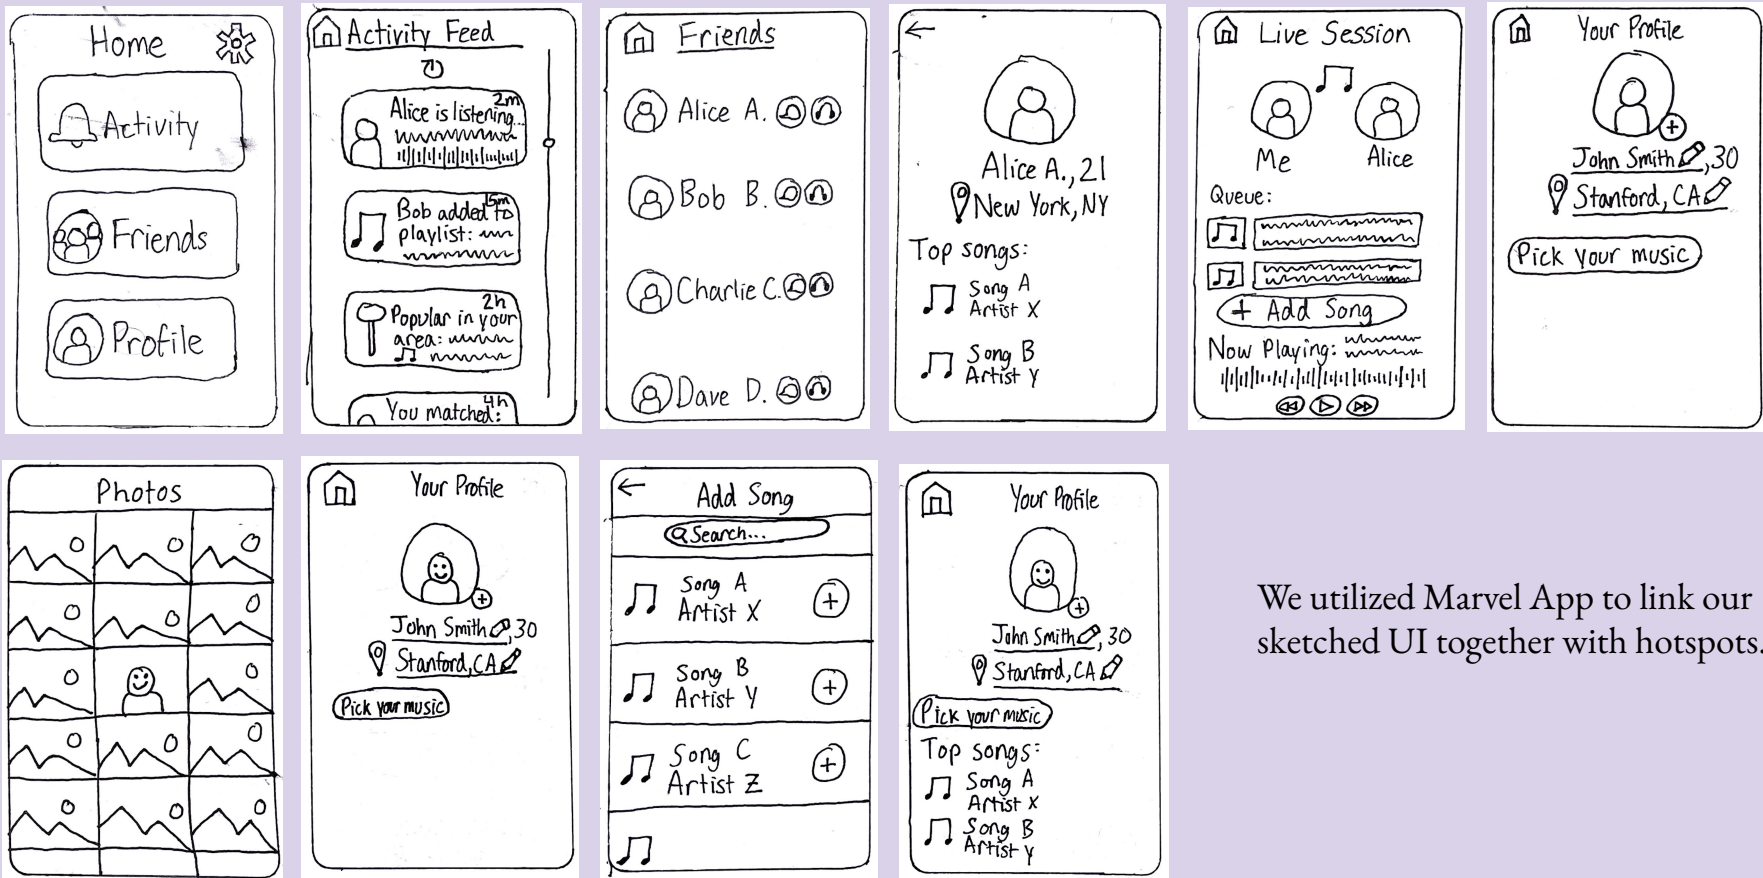 Home
Activity
Friends
Profile
Activity Feed
2m
Alice is listening...
5m
Bob added to
playlist:
2h
Popular in your
area:
4h
You matched:
Friends
Alice A.
Bob B.
Charlie C.
Dave D.
Alice A., 21
New York, NY
Top songs:
Song A
Artist X
Song B
Artist Y
Live Session
Me
Alice
Queue:
+ Add Song
Now Playing:
Your Profile
John Smith, 30
Stanford, CA
Pick your music
Photos
Your Profile
John Smith, 30
Stanford, CA
Pick your music
Add Song
Search...
Song A
Artist X
Song B
Artist Y
Song C
Artist Z
Your Profile
John Smith, 30
Stanford, CA
Pick your music
Top songs:
Song A
Artist X
Song B
Artist Y
We utilized Marvel App to link our
sketched UI together with hotspots.